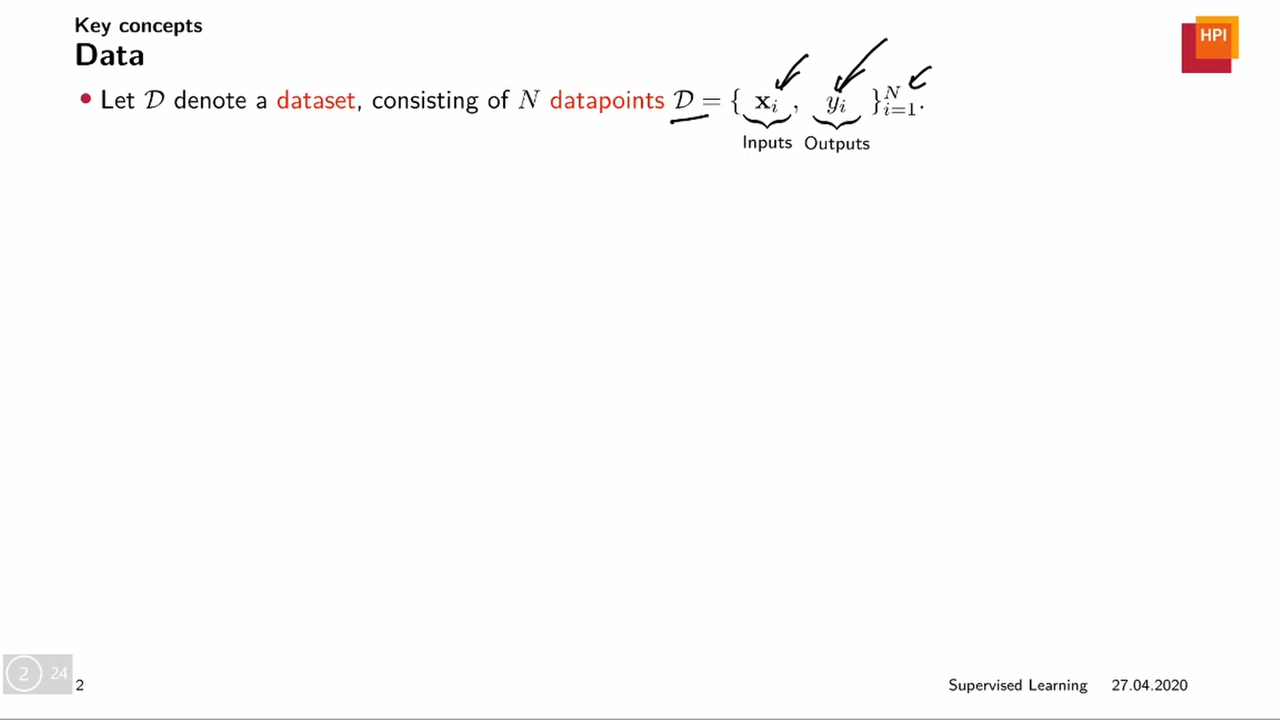 Key concepts
Data
HPI
• Let 𝒟 denote a dataset, consisting of N datapoints 𝒟 = { xᵢ, yᵢ }ᵢ₌₁ᴺ.
Inputs Outputs
2 24
2
Supervised Learning 27.04.2020